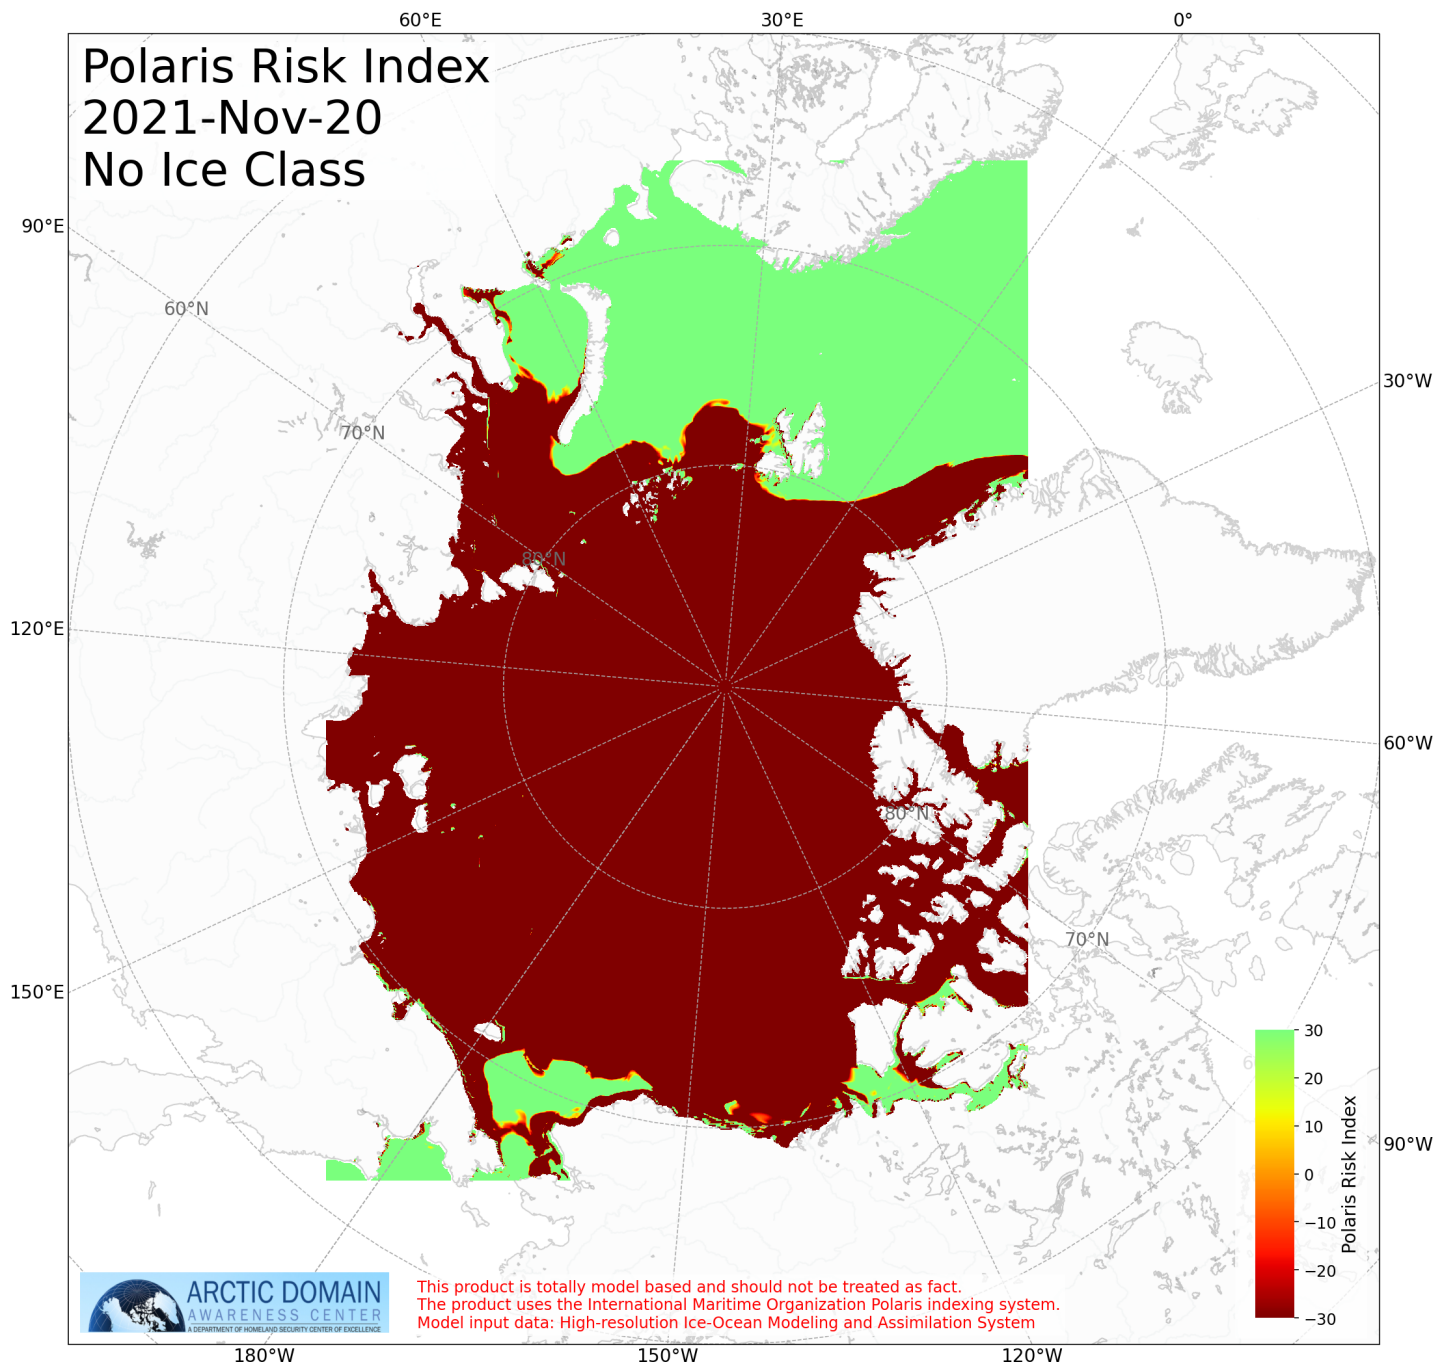 60°E 30°E 0°
Polaris Risk Index
2021-Nov-20
No Ice Class
90°E
60°N
30°W
70°N
80°N
120°E
60°W
80°N
70°N
150°E
30
20
10
0
−10
−20
−30
Polaris Risk Index
90°W
ARCTIC DOMAIN
AWARENESS CENTER
A DEPARTMENT OF HOMELAND SECURITY CENTER OF EXCELLENCE
This product is totally model based and should not be treated as fact.
The product uses the International Maritime Organization Polaris indexing system.
Model input data: High-resolution Ice-Ocean Modeling and Assimilation System
180°W 150°W 120°W